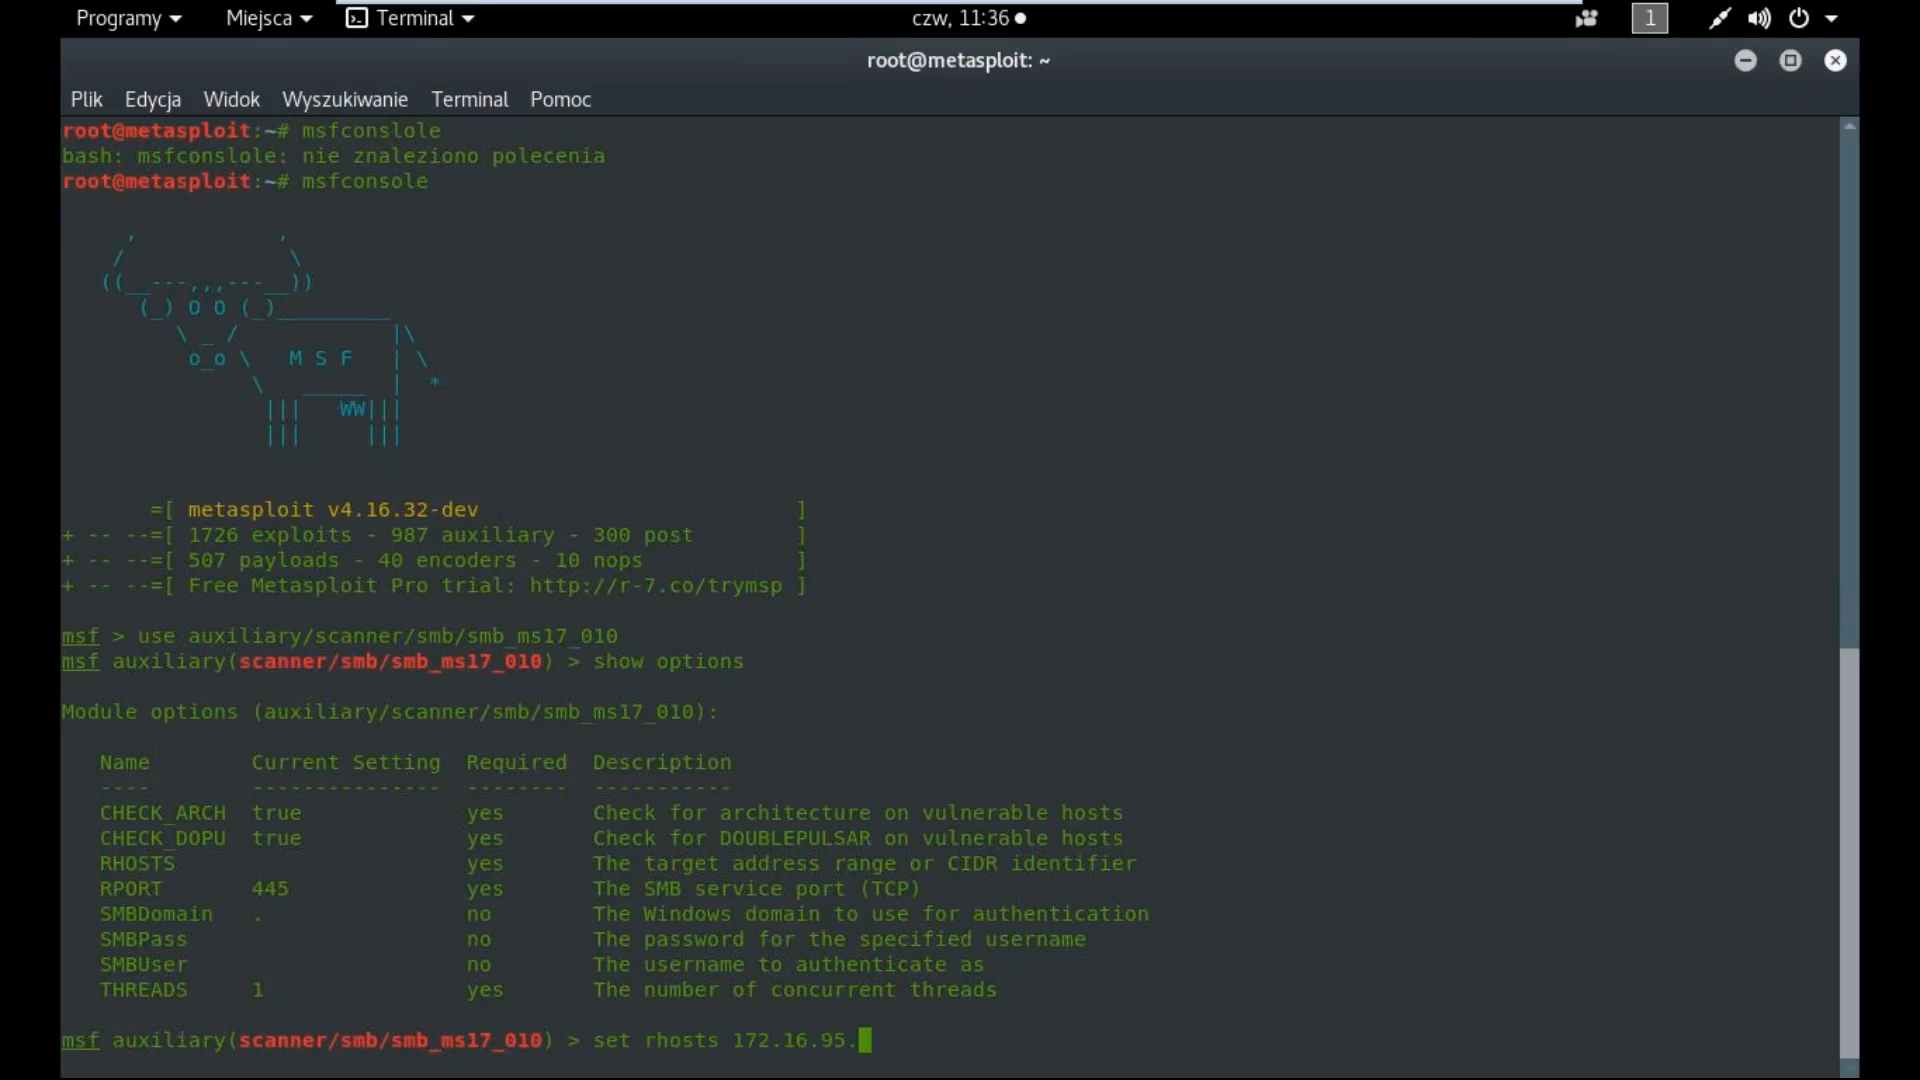 Programy Miejsca Terminal czw, 11:36 1
root@metasploit: ~
Plik Edycja Widok Wyszukiwanie Terminal Pomoc
root@metasploit:~# msfconslole
bash: msfconslole: nie znaleziono polecenia
root@metasploit:~# msfconsole
      ,           ,
     /             \
    ((__---,,,---__))
       (_) O O (_)_________
          \ _ /            |\
           o_o \   M S F   | \
                \   _____  |  *
                 |||   WW|||
                 |||     |||
       =[ metasploit v4.16.32-dev                         ]
+ -- --=[ 1726 exploits - 987 auxiliary - 300 post        ]
+ -- --=[ 507 payloads - 40 encoders - 10 nops            ]
+ -- --=[ Free Metasploit Pro trial: http://r-7.co/trymsp ]
msf > use auxiliary/scanner/smb/smb_ms17_010
msf auxiliary(scanner/smb/smb_ms17_010) > show options
Module options (auxiliary/scanner/smb/smb_ms17_010):
   Name        Current Setting  Required  Description
   ----        ---------------  --------  -----------
   CHECK_ARCH  true             yes       Check for architecture on vulnerable hosts
   CHECK_DOPU  true             yes       Check for DOUBLEPULSAR on vulnerable hosts
   RHOSTS                       yes       The target address range or CIDR identifier
   RPORT       445              yes       The SMB service port (TCP)
   SMBDomain   .                no        The Windows domain to use for authentication
   SMBPass                      no        The password for the specified username
   SMBUser                      no        The username to authenticate as
   THREADS     1                yes       The number of concurrent threads
msf auxiliary(scanner/smb/smb_ms17_010) > set rhosts 172.16.95.